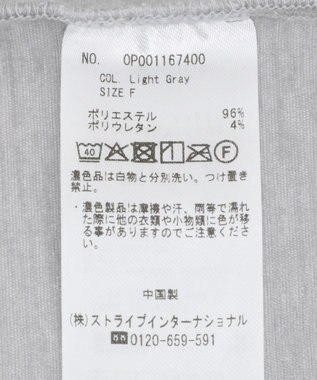 NO. OP001167400
COL. Light Gray
SIZE F
ポリエステル 96%
ポリウレタン 4%
40 F
濃色品は白物と分別洗い。つけ置き
禁止。
・濃色製品は摩擦や汗、雨等で濡れ
た際に他の衣類や小物類に色が移
る事がありますのでご注意くださ
い。
中国製
(株)ストライプインターナショナル
0120-659-591